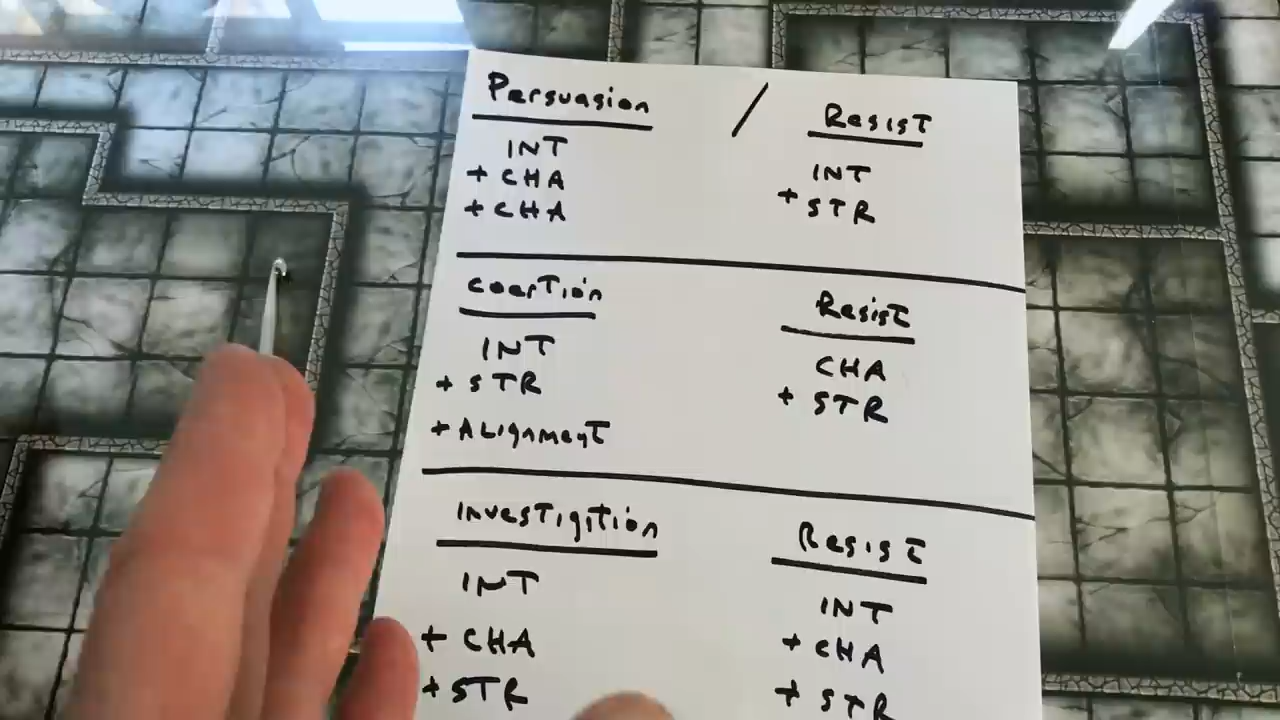 Persuasion / Resist
INT
+ CHA
+ CHA
INT
+ STR
Coertion
INT
+ STR
+ Alignment
Resist
CHA
+ STR
Investigition
INT
+ CHA
+ STR
Resist
INT
+ CHA
+ STR